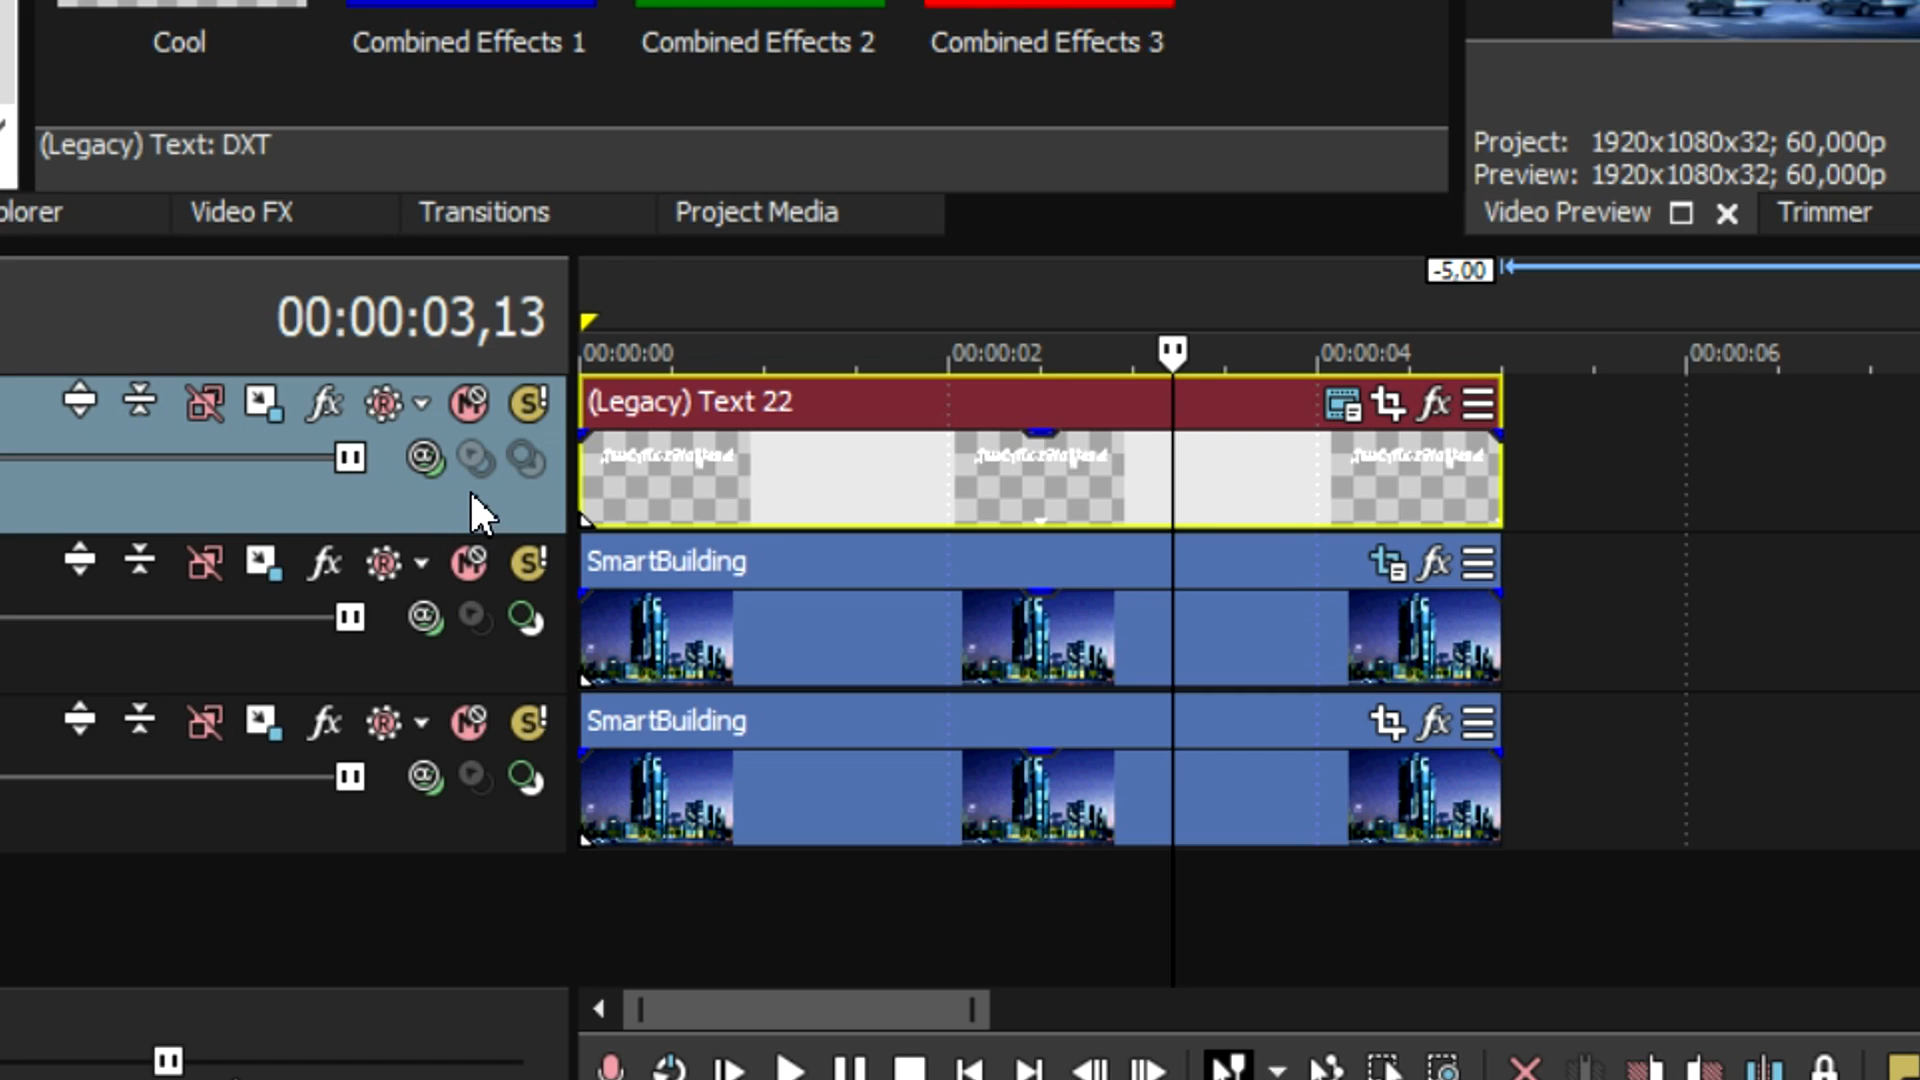 Cool Combined Effects 1 Combined Effects 2 Combined Effects 3
(Legacy) Text: DXT
Project: 1920x1080x32; 60,000p
Preview: 1920x1080x32; 60,000p
plorer Video FX Transitions Project Media Video Preview Trimmer
-5,00
00:00:03,13
00:00:00 00:00:02 00:00:04 00:00:06
(Legacy) Text 22
SmartBuilding
SmartBuilding